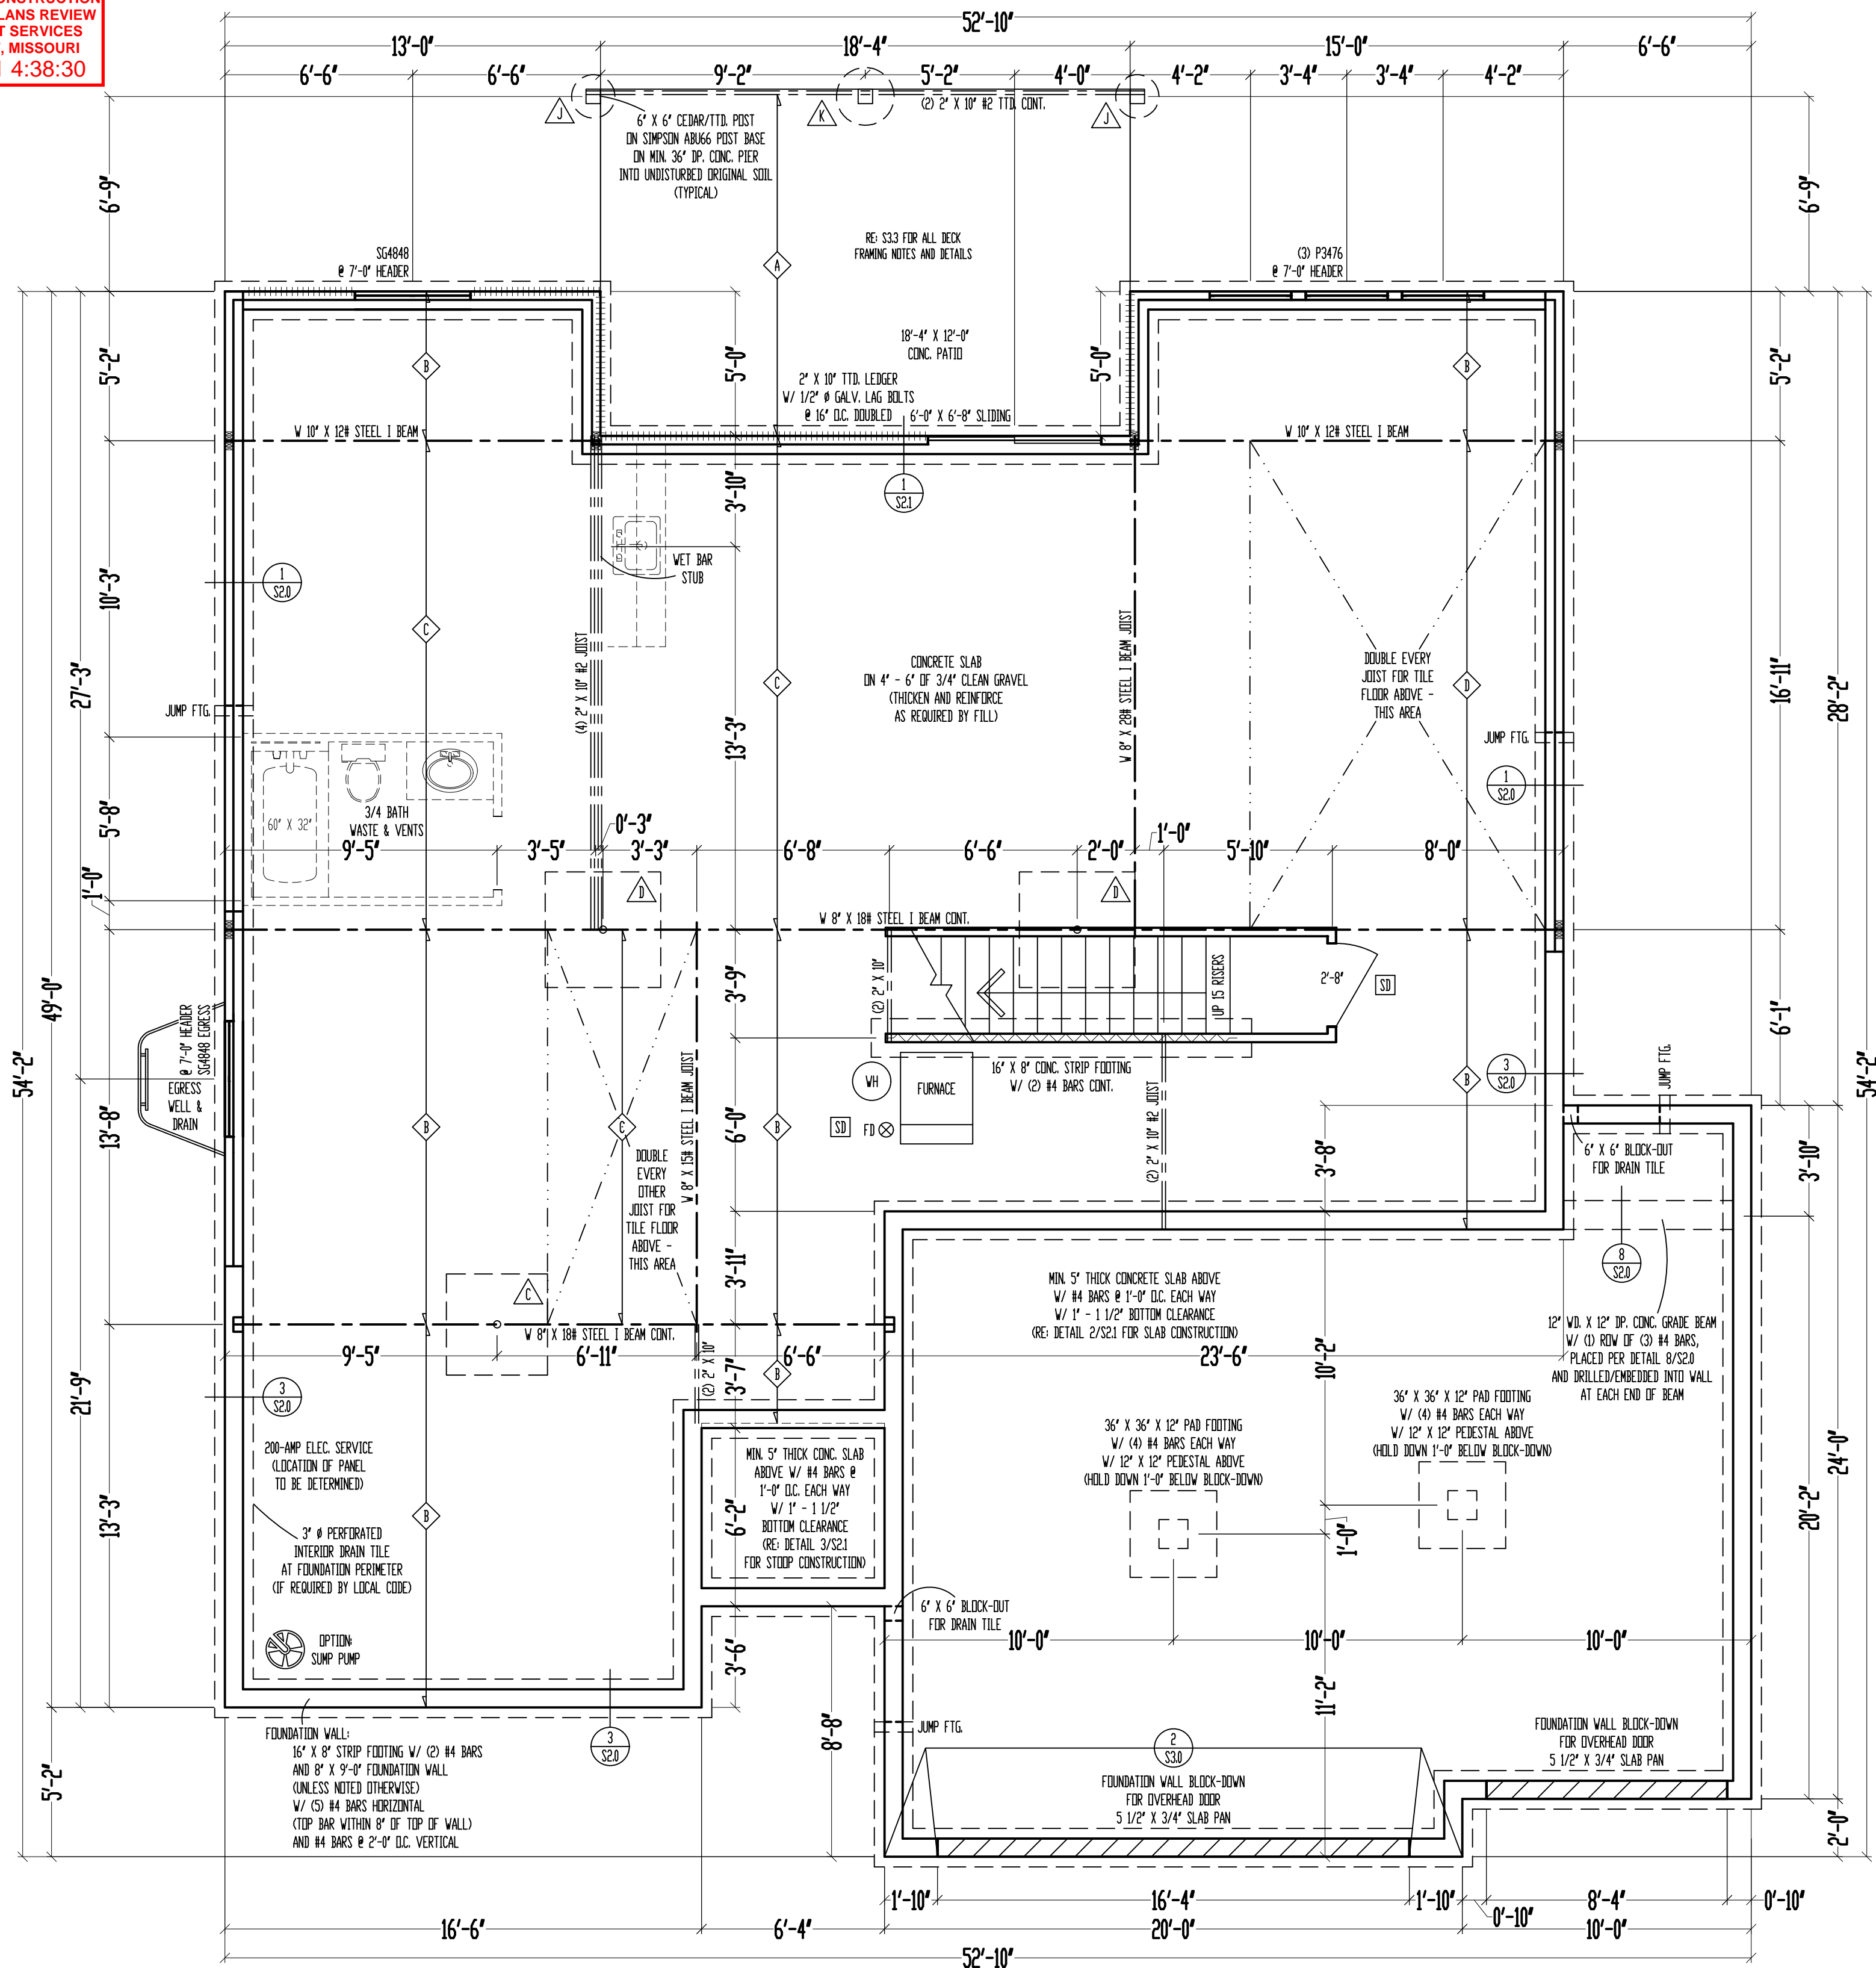 LANS REVIEW
T SERVICES
, MISSOURI
4:38:30
52'-10"
13'-0"
18'-4"
15'-0"
6'-6"
6'-6"
6'-6"
9'-2"
5'-2"
4'-0"
4'-2"
3'-4"
3'-4"
4'-2"
J
K
J
(2) 2" X 10" #2 TTD. CONT.
6" X 6" CEDAR/TTD. POST
ON SIMPSON ABU66 POST BASE
ON MIN. 36" DP. CONC. PIER
INTO UNDISTURBED ORIGINAL SOIL
(TYPICAL)
6'-9"
6'-9"
SG4848
@ 7'-0" HEADER
RE: S3.3 FOR ALL DECK
FRAMING NOTES AND DETAILS
(3) P3476
@ 7'-0" HEADER
A
B
B
5'-2"
5'-0"
18'-4" X 12'-0"
CONC. PATIO
5'-0"
5'-2"
2" X 10" TTD. LEDGER
W/ 1/2" Ø GALV. LAG BOLTS
@ 16" O.C. DOUBLED
6'-0" X 6'-8" SLIDING
W 10" X 12# STEEL I BEAM
W 10" X 12# STEEL I BEAM
3'-10"
1
S2.1
WET BAR
STUB
1
S2.0
10'-3"
27'-3"
C
C
D
(4) 2" X 10" #2 JOIST
CONCRETE SLAB
ON 4" - 6" OF 3/4" CLEAN GRAVEL
(THICKEN AND REINFORCE
AS REQUIRED BY FILL)
W 8" X 28# STEEL I BEAM JOIST
DOUBLE EVERY
JOIST FOR TILE
FLOOR ABOVE -
THIS AREA
16'-11"
28'-2"
JUMP FTG.
JUMP FTG.
13'-3"
1
S2.0
60" X 32"
3/4 BATH
WASTE & VENTS
5'-8"
1'-0"
9'-5"
3'-5"
0'-3"
3'-3"
6'-8"
6'-6"
2'-0"
1'-0"
5'-10"
8'-0"
D
D
W 8" X 18# STEEL I BEAM CONT.
49'-0"
54'-2"
54'-2"
@ 7'-0" HEADER
SG4848 EGRESS
EGRESS
WELL &
DRAIN
3'-9"
(2) 2" X 10"
UP 15 RISERS
2'-8"
SD
6'-1"
13'-8"
B
C
B
B
WH
FURNACE
SD
FD
16" X 8" CONC. STRIP FOOTING
W/ (2) #4 BARS CONT.
3
S2.0
JUMP FTG.
W 8" X 15# STEEL I BEAM JOIST
6'-0"
(2) 2" X 10" #2 JOIST
3'-8"
6" X 6" BLOCK-OUT
FOR DRAIN TILE
3'-10"
DOUBLE
EVERY
OTHER
JOIST FOR
TILE FLOOR
ABOVE -
THIS AREA
3'-11"
C
8
S2.0
MIN. 5" THICK CONCRETE SLAB ABOVE
W/ #4 BARS @ 1'-0" O.C. EACH WAY
W/ 1" - 1 1/2" BOTTOM CLEARANCE
(RE: DETAIL 2/S2.1 FOR SLAB CONSTRUCTION)
12" WD. X 12" DP. CONC. GRADE BEAM
W/ (1) ROW OF (3) #4 BARS,
PLACED PER DETAIL 8/S2.0
AND DRILLED/EMBEDDED INTO WALL
AT EACH END OF BEAM
W 8" X 18# STEEL I BEAM CONT.
9'-5"
6'-11"
6'-6"
23'-6"
(2) 2" X 10"
3'-7"
B
10'-2"
21'-9"
3
S2.0
36" X 36" X 12" PAD FOOTING
W/ (4) #4 BARS EACH WAY
W/ 12" X 12" PEDESTAL ABOVE
(HOLD DOWN 1'-0" BELOW BLOCK-DOWN)
36" X 36" X 12" PAD FOOTING
W/ (4) #4 BARS EACH WAY
W/ 12" X 12" PEDESTAL ABOVE
(HOLD DOWN 1'-0" BELOW BLOCK-DOWN)
200-AMP ELEC. SERVICE
(LOCATION OF PANEL
TO BE DETERMINED)
MIN. 5" THICK CONC. SLAB
ABOVE W/ #4 BARS @
1'-0" O.C. EACH WAY
W/ 1" - 1 1/2"
BOTTOM CLEARANCE
(RE: DETAIL 3/S2.1
FOR STOOP CONSTRUCTION)
13'-3"
B
6'-2"
1'-0"
24'-0"
20'-2"
3" Ø PERFORATED
INTERIOR DRAIN TILE
AT FOUNDATION PERIMETER
(IF REQUIRED BY LOCAL CODE)
6" X 6" BLOCK-OUT
FOR DRAIN TILE
OPTION:
SUMP PUMP
3'-6"
10'-0"
10'-0"
10'-0"
11'-2"
8'-8"
JUMP FTG.
3
S2.0
2
S3.0
FOUNDATION WALL:
16" X 8" STRIP FOOTING W/ (2) #4 BARS
AND 8" X 9'-0" FOUNDATION WALL
(UNLESS NOTED OTHERWISE)
W/ (5) #4 BARS HORIZONTAL
(TOP BAR WITHIN 8" OF TOP OF WALL)
AND #4 BARS @ 2'-0" O.C. VERTICAL
FOUNDATION WALL BLOCK-DOWN
FOR OVERHEAD DOOR
5 1/2" X 3/4" SLAB PAN
FOUNDATION WALL BLOCK-DOWN
FOR OVERHEAD DOOR
5 1/2" X 3/4" SLAB PAN
5'-2"
2'-0"
1'-10"
16'-4"
1'-10"
0'-10"
8'-4"
0'-10"
16'-6"
6'-4"
20'-0"
10'-0"
52'-10"